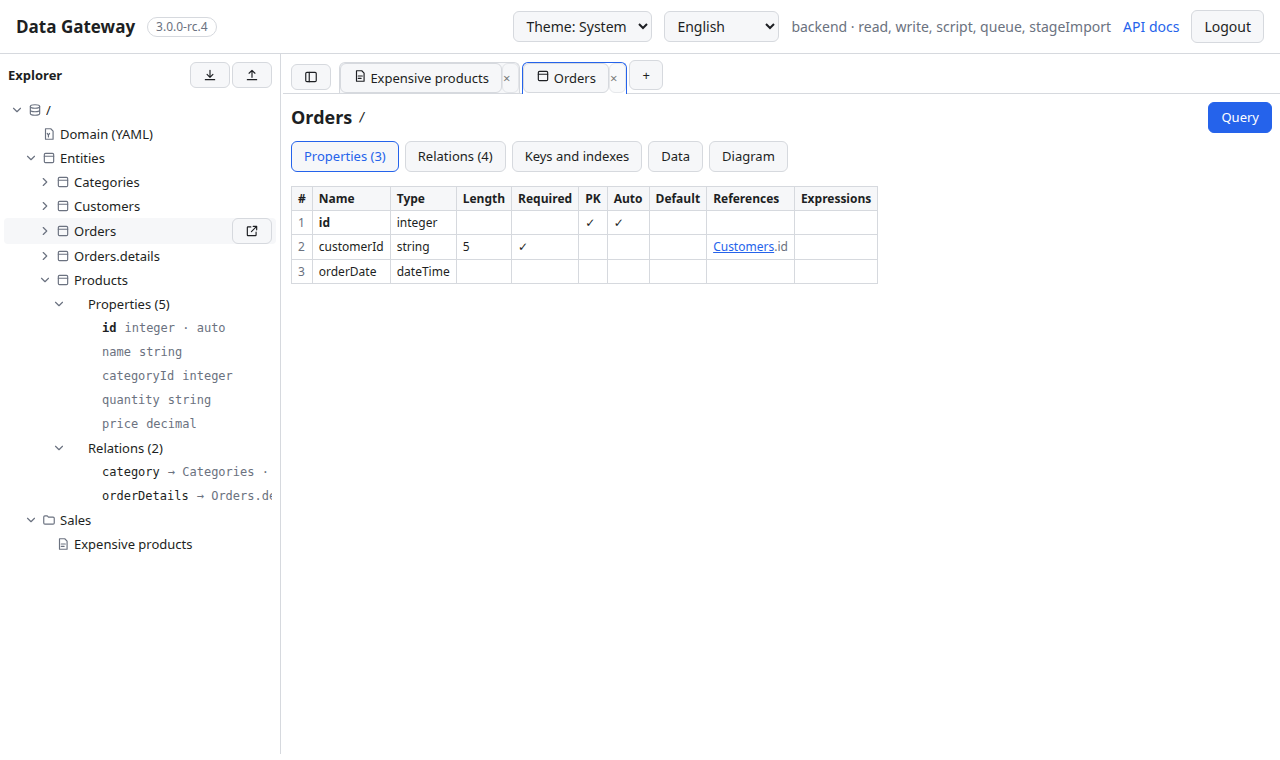 Data Gateway 3.0.0-rc.4 Theme: System English backend · read, write, script, queue, stageImport API docs Logout
Explorer
/
Domain (YAML)
Entities
Categories
Customers
Orders
Orders.details
Products
Properties (5)
id integer · auto
name string
categoryId integer
quantity string
price decimal
Relations (2)
category → Categories ·
orderDetails → Orders.de
Sales
Expensive products
Expensive products × Orders × +
Orders / Query
Properties (3) Relations (4) Keys and indexes Data Diagram
# Name Type Length Required PK Auto Default References Expressions
1 id integer ✓ ✓
2 customerId string 5 ✓ Customers.id
3 orderDate dateTime